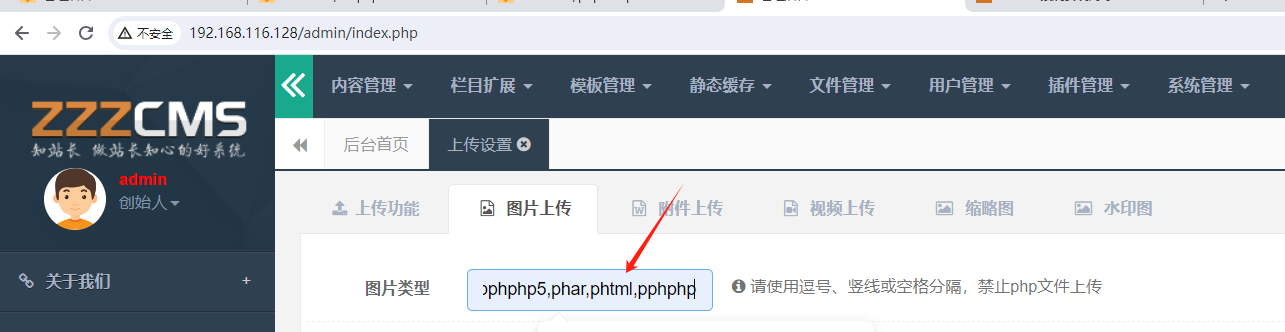 不安全 192.168.116.128/admin/index.php
ZZZCMS
知站长 做站长知心的好系统
admin
创始人
关于我们 +
内容管理 栏目扩展 模板管理 静态缓存 文件管理 用户管理 插件管理 系统管理
后台首页 上传设置
上传功能 图片上传 附件上传 视频上传 缩略图 水印图
图片类型 pphphp5,phar,phtml,pphphp 请使用逗号、竖线或空格分隔，禁止php文件上传